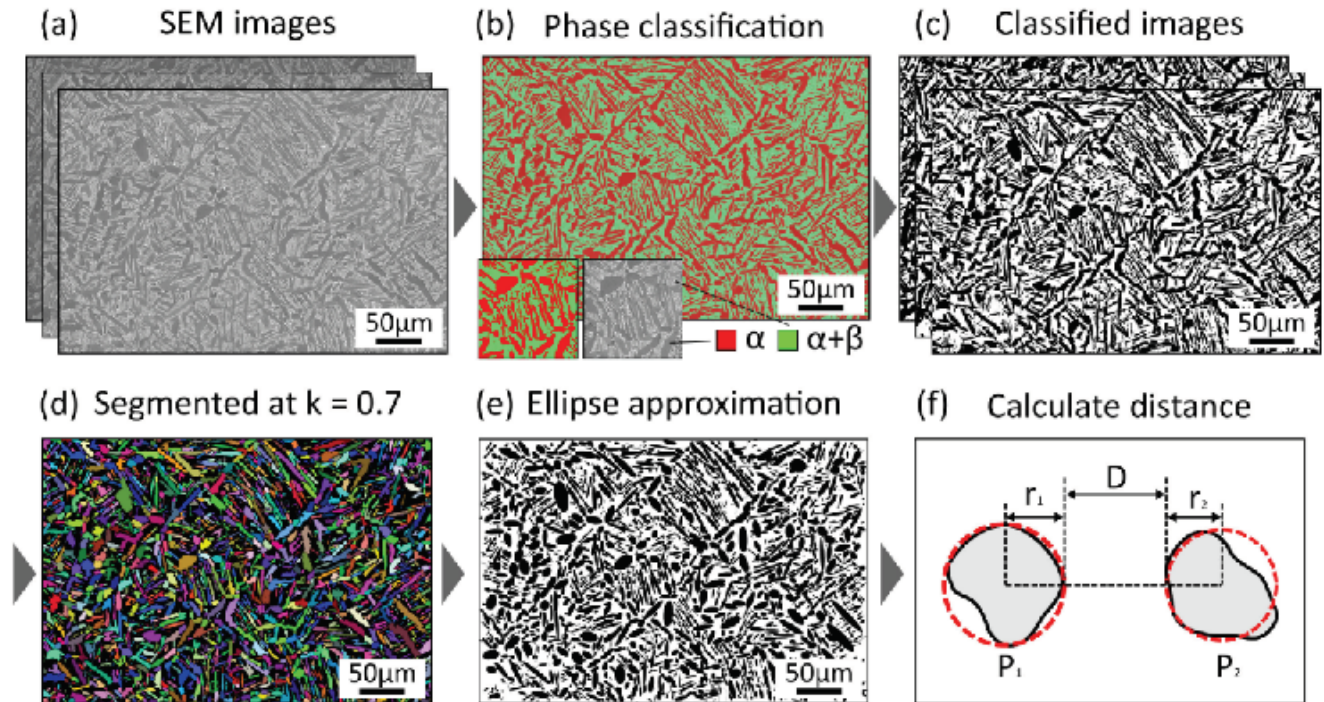 (a) SEM images
(b) Phase classification
(c) Classified images
50μm
50μm
α α+β
50μm
(d) Segmented at k = 0.7
(e) Ellipse approximation
(f) Calculate distance
50μm
50μm
r₁ D r₂
P₁ P₂